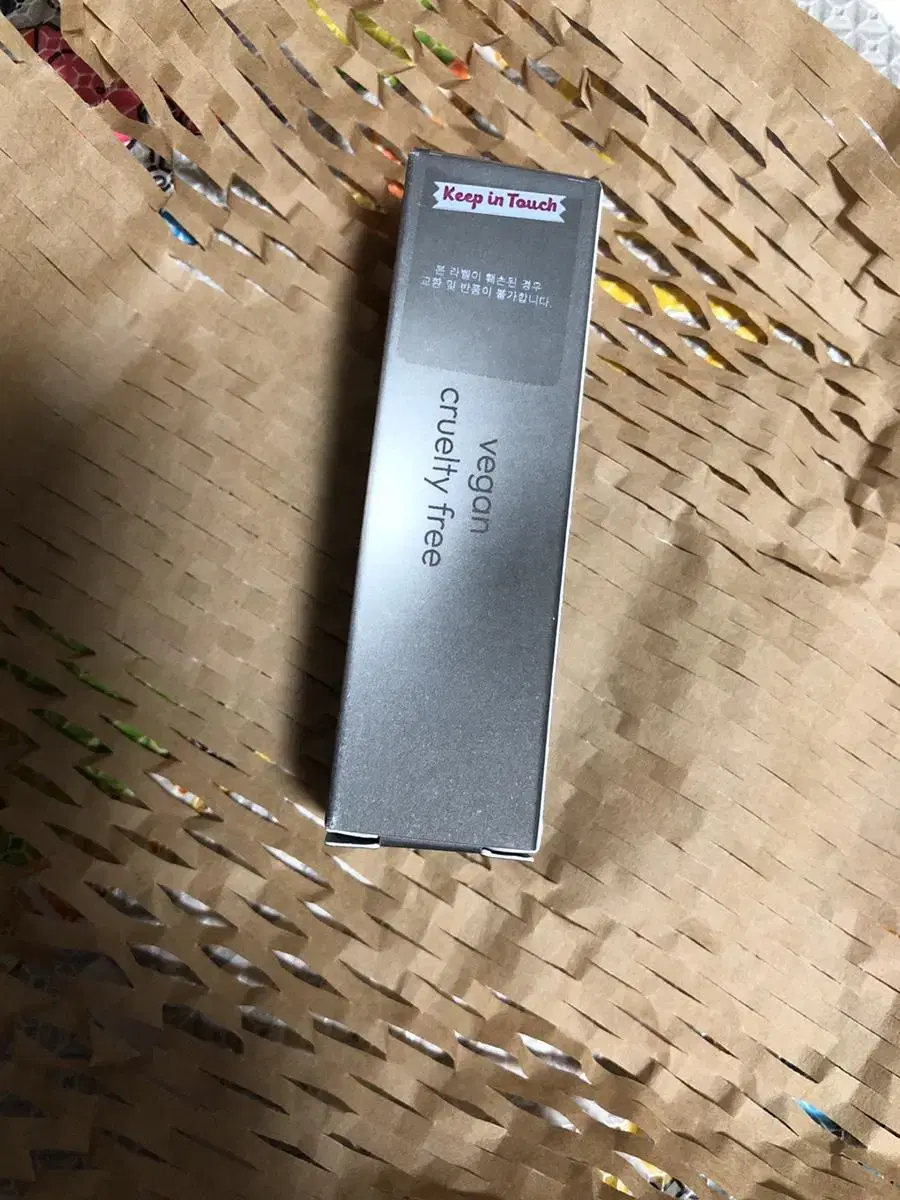 Keep in Touch
본 라벨이 훼손된 경우
교환 및 반품이 불가합니다.
vegan
cruelty free